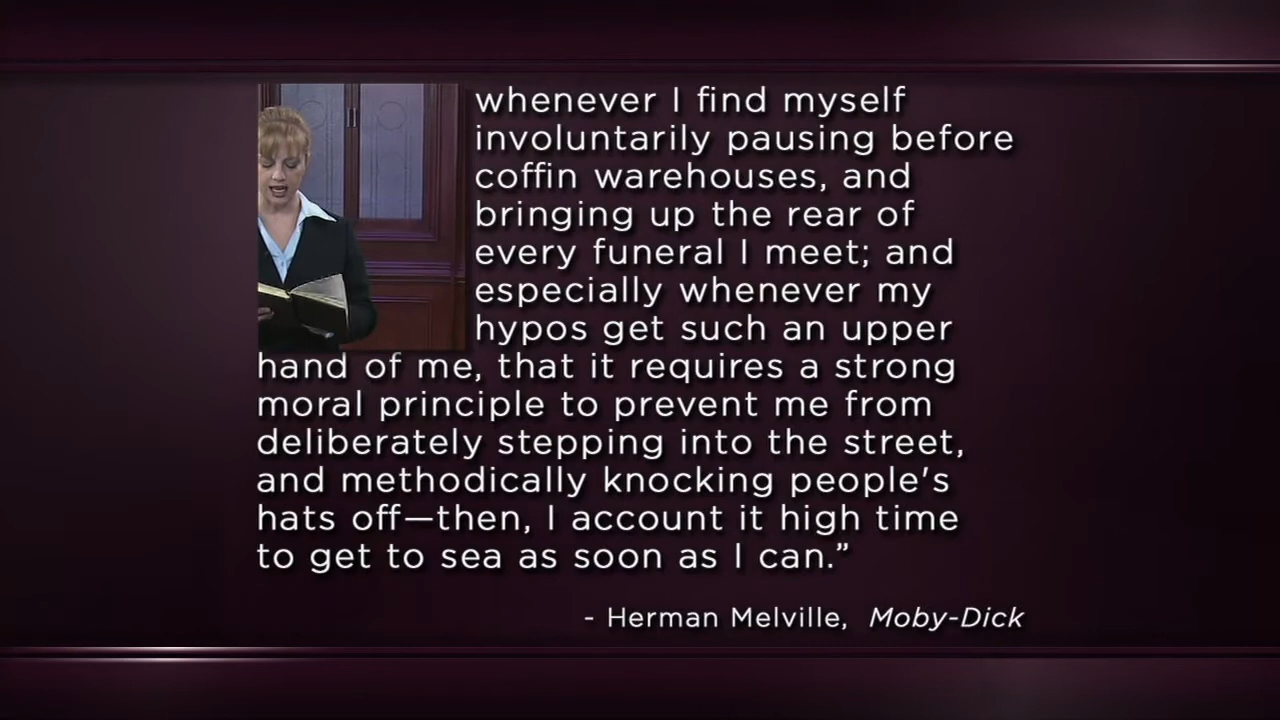 whenever I find myself
involuntarily pausing before
coffin warehouses, and
bringing up the rear of
every funeral I meet; and
especially whenever my
hypos get such an upper
hand of me, that it requires a strong
moral principle to prevent me from
deliberately stepping into the street,
and methodically knocking people's
hats off—then, I account it high time
to get to sea as soon as I can.”
- Herman Melville, Moby-Dick